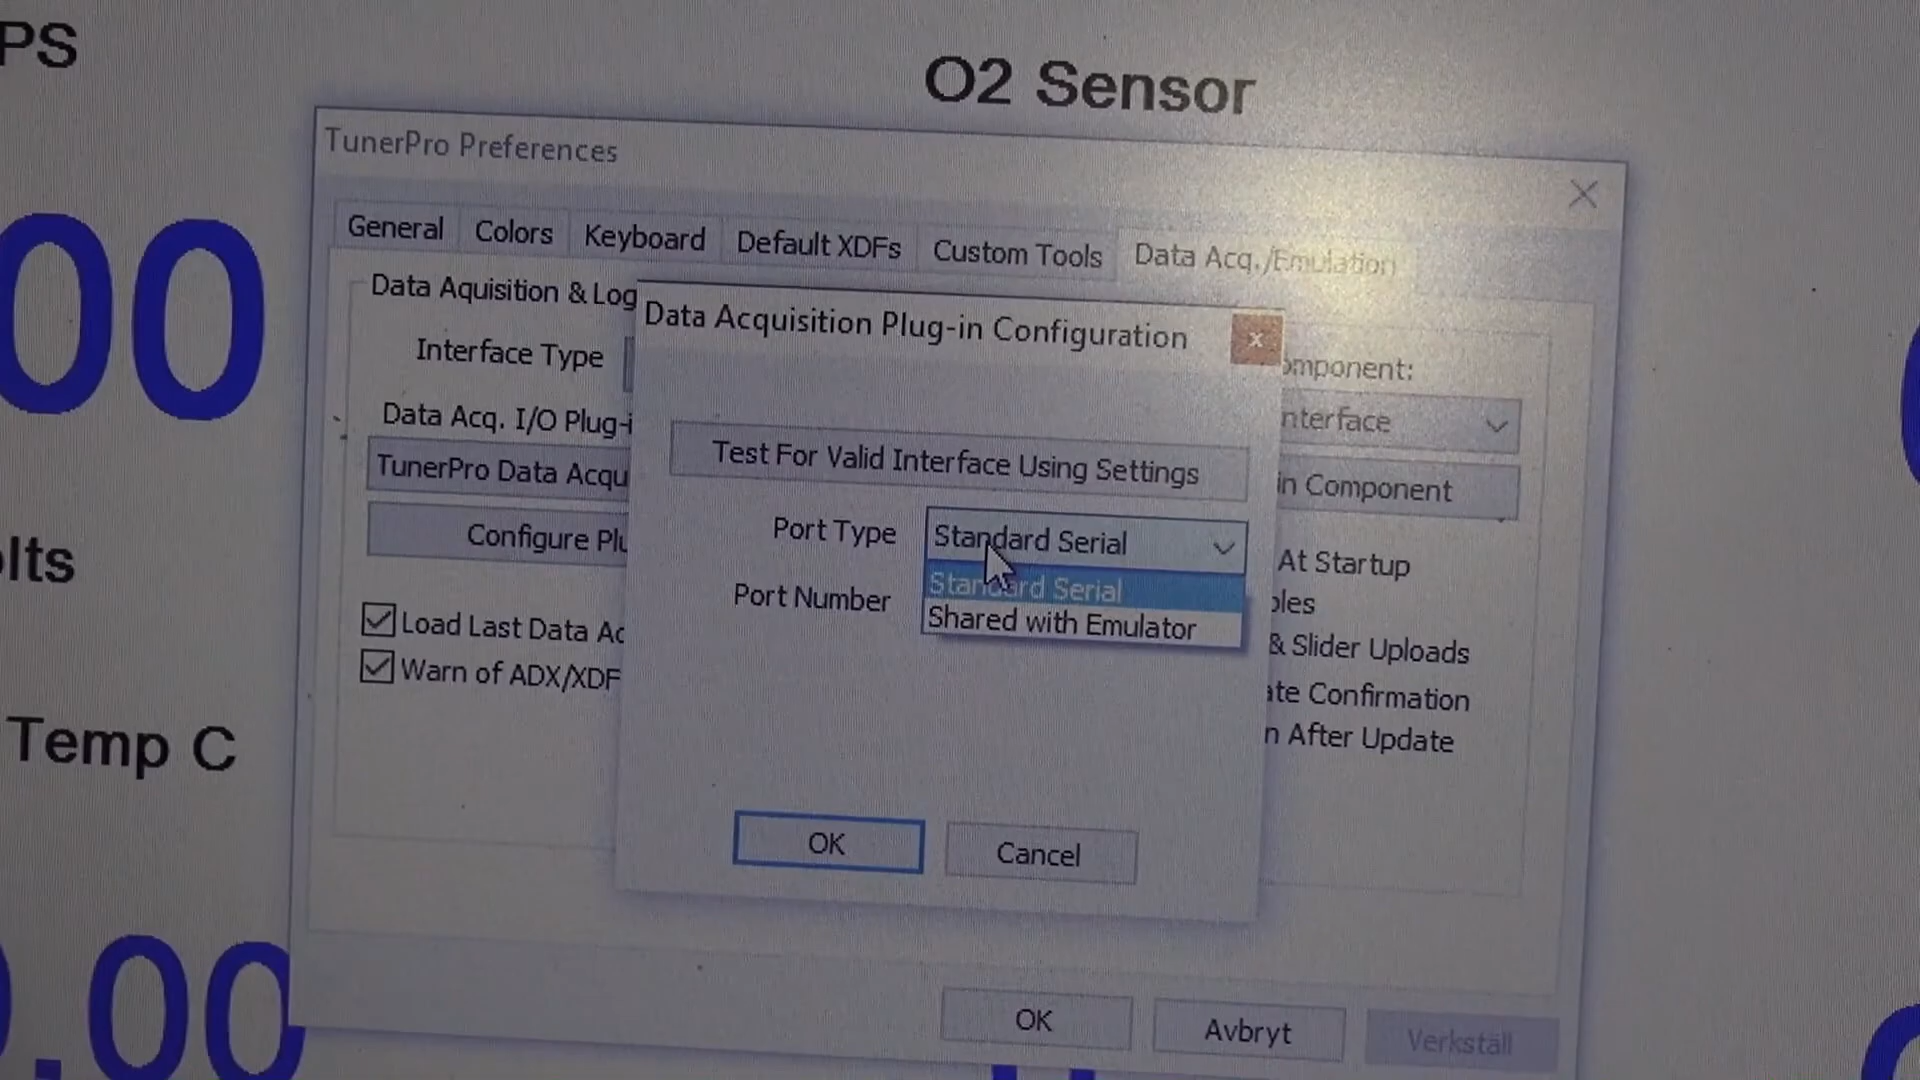 PS
O2 Sensor
TunerPro Preferences
General Colors Keyboard Default XDFs Custom Tools Data Acq./Emulation
00
Data Aquisition & Log
Data Acquisition Plug-in Configuration
x
Interface Type
omponent:
Data Acq. I/O Plug-i
nterface
Test For Valid Interface Using Settings
TunerPro Data Acqu
in Component
Configure Plu
Port Type Standard Serial
At Startup
olts
Standard Serial
Port Number
Shared with Emulator
bles
Load Last Data Ac
& Slider Uploads
Warn of ADX/XDF
ate Confirmation
Temp C
n After Update
OK Cancel
.00
OK Avbryt Verkställ